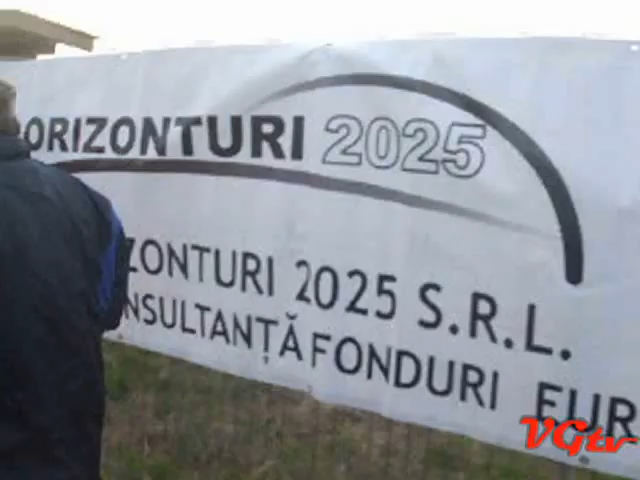 ORIZONTURI 2025
ZONTURI 2025 S.R.L.
NSULTANȚĂ FONDURI EUR
VGtv